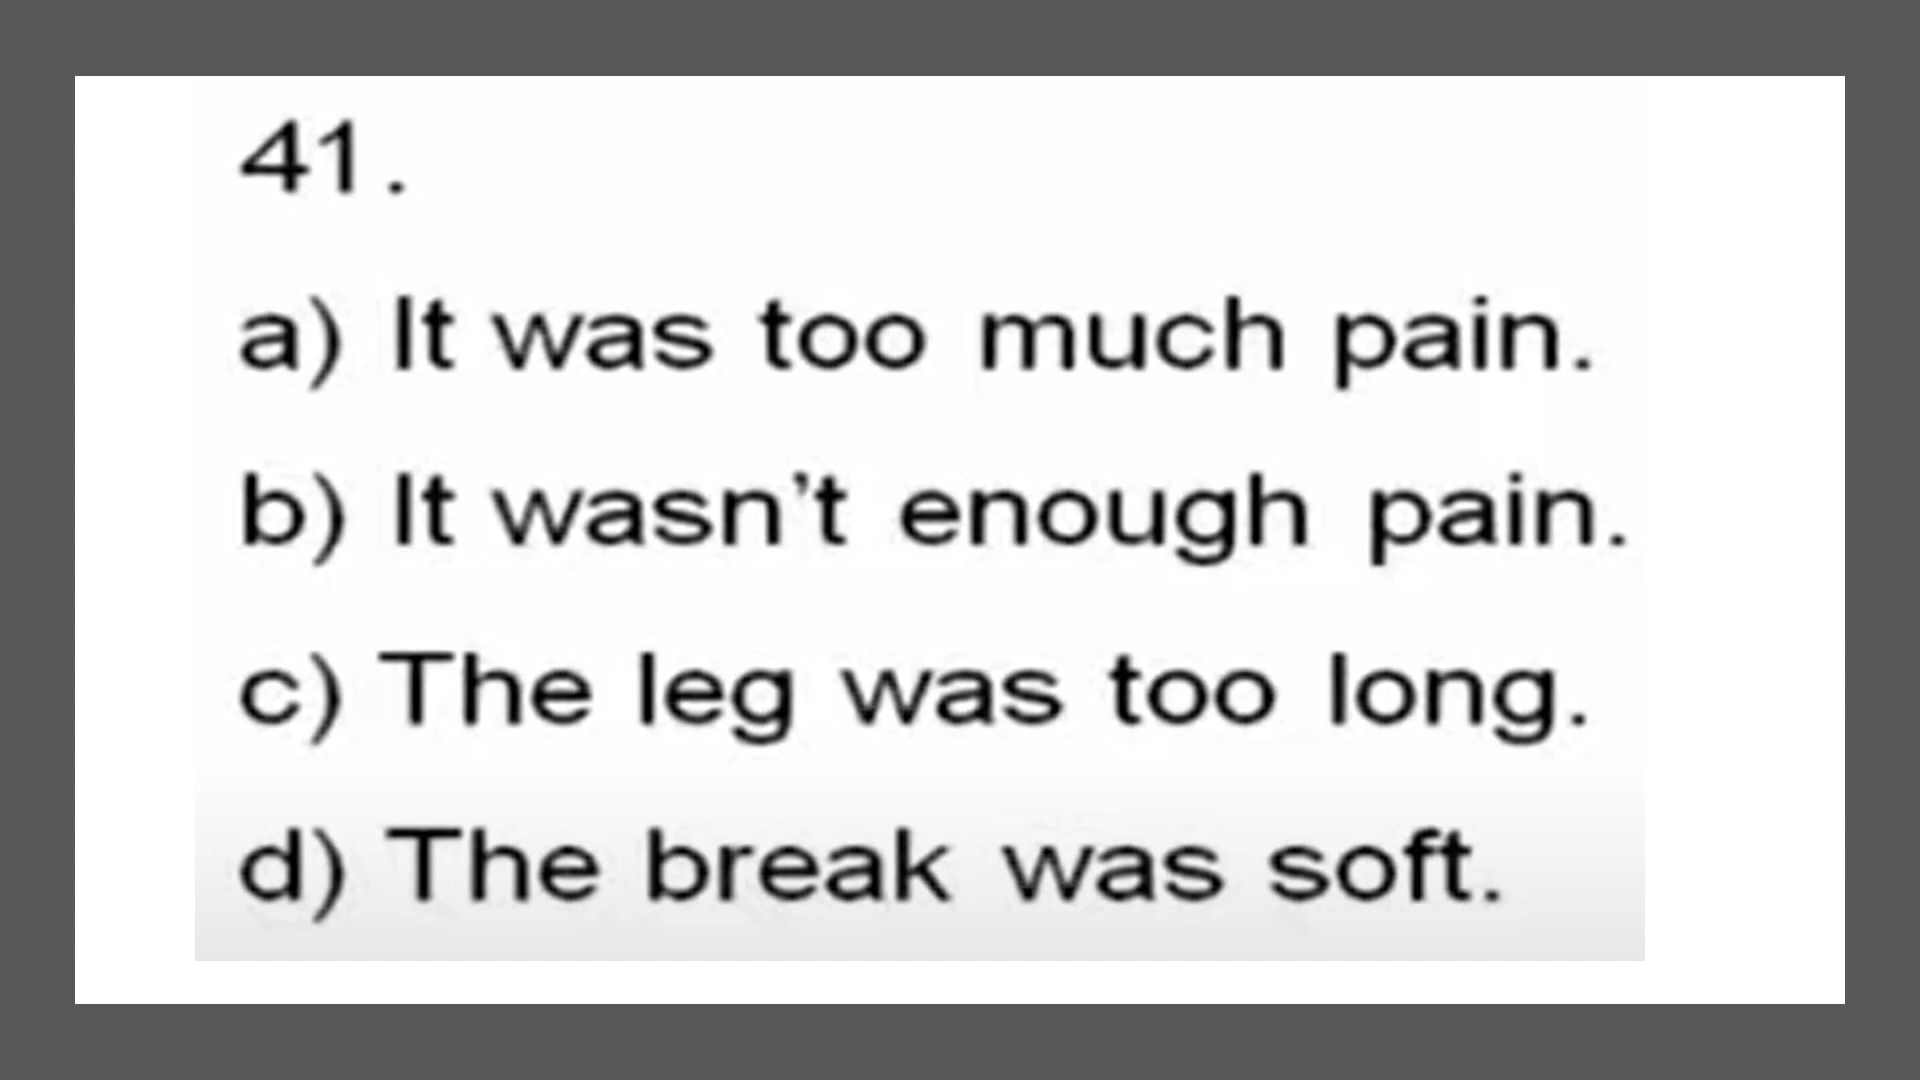 41.
a) It was too much pain.
b) It wasn't enough pain.
c) The leg was too long.
d) The break was soft.